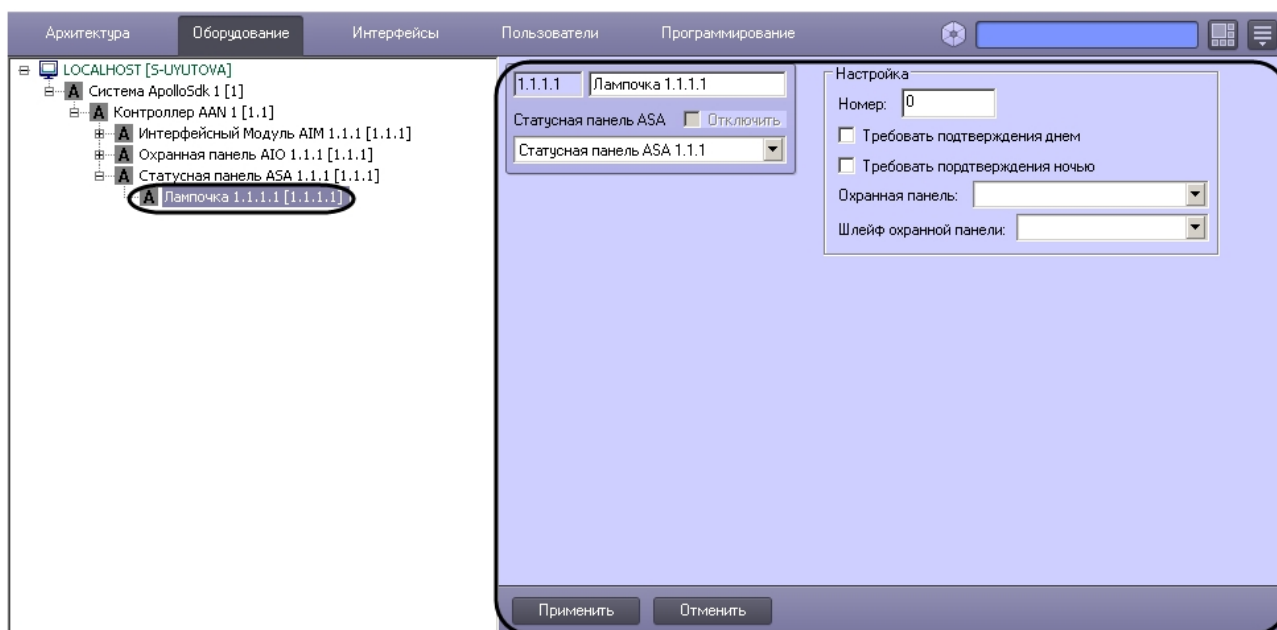 Архитектура Оборудование Интерфейсы Пользователи Программирование
LOCALHOST [S-UYUTOVA]
Система ApolloSdk 1 [1]
Контроллер AAN 1 [1.1]
Интерфейсный Модуль AIM 1.1.1 [1.1.1]
Охранная панель AIO 1.1.1 [1.1.1]
Статусная панель ASA 1.1.1 [1.1.1]
Лампочка 1.1.1.1 [1.1.1.1]
1.1.1.1 Лампочка 1.1.1.1
Статусная панель ASA Отключить
Статусная панель ASA 1.1.1
Настройка
Номер: 0
Требовать подтверждения днем
Требовать пордтверждения ночью
Охранная панель:
Шлейф охранной панели:
Применить Отменить